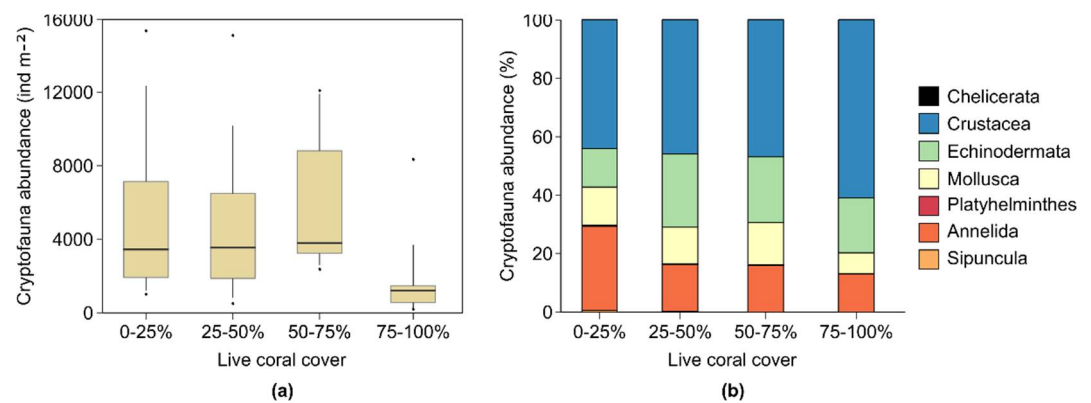 Cryptofauna abundance (ind m⁻²)
16000
12000
8000
4000
0
0-25% 25-50% 50-75% 75-100%
Live coral cover
(a)
Cryptofauna abundance (%)
100
80
60
40
20
0
0-25% 25-50% 50-75% 75-100%
Live coral cover
(b)
Chelicerata
Crustacea
Echinodermata
Mollusca
Platyhelminthes
Annelida
Sipuncula